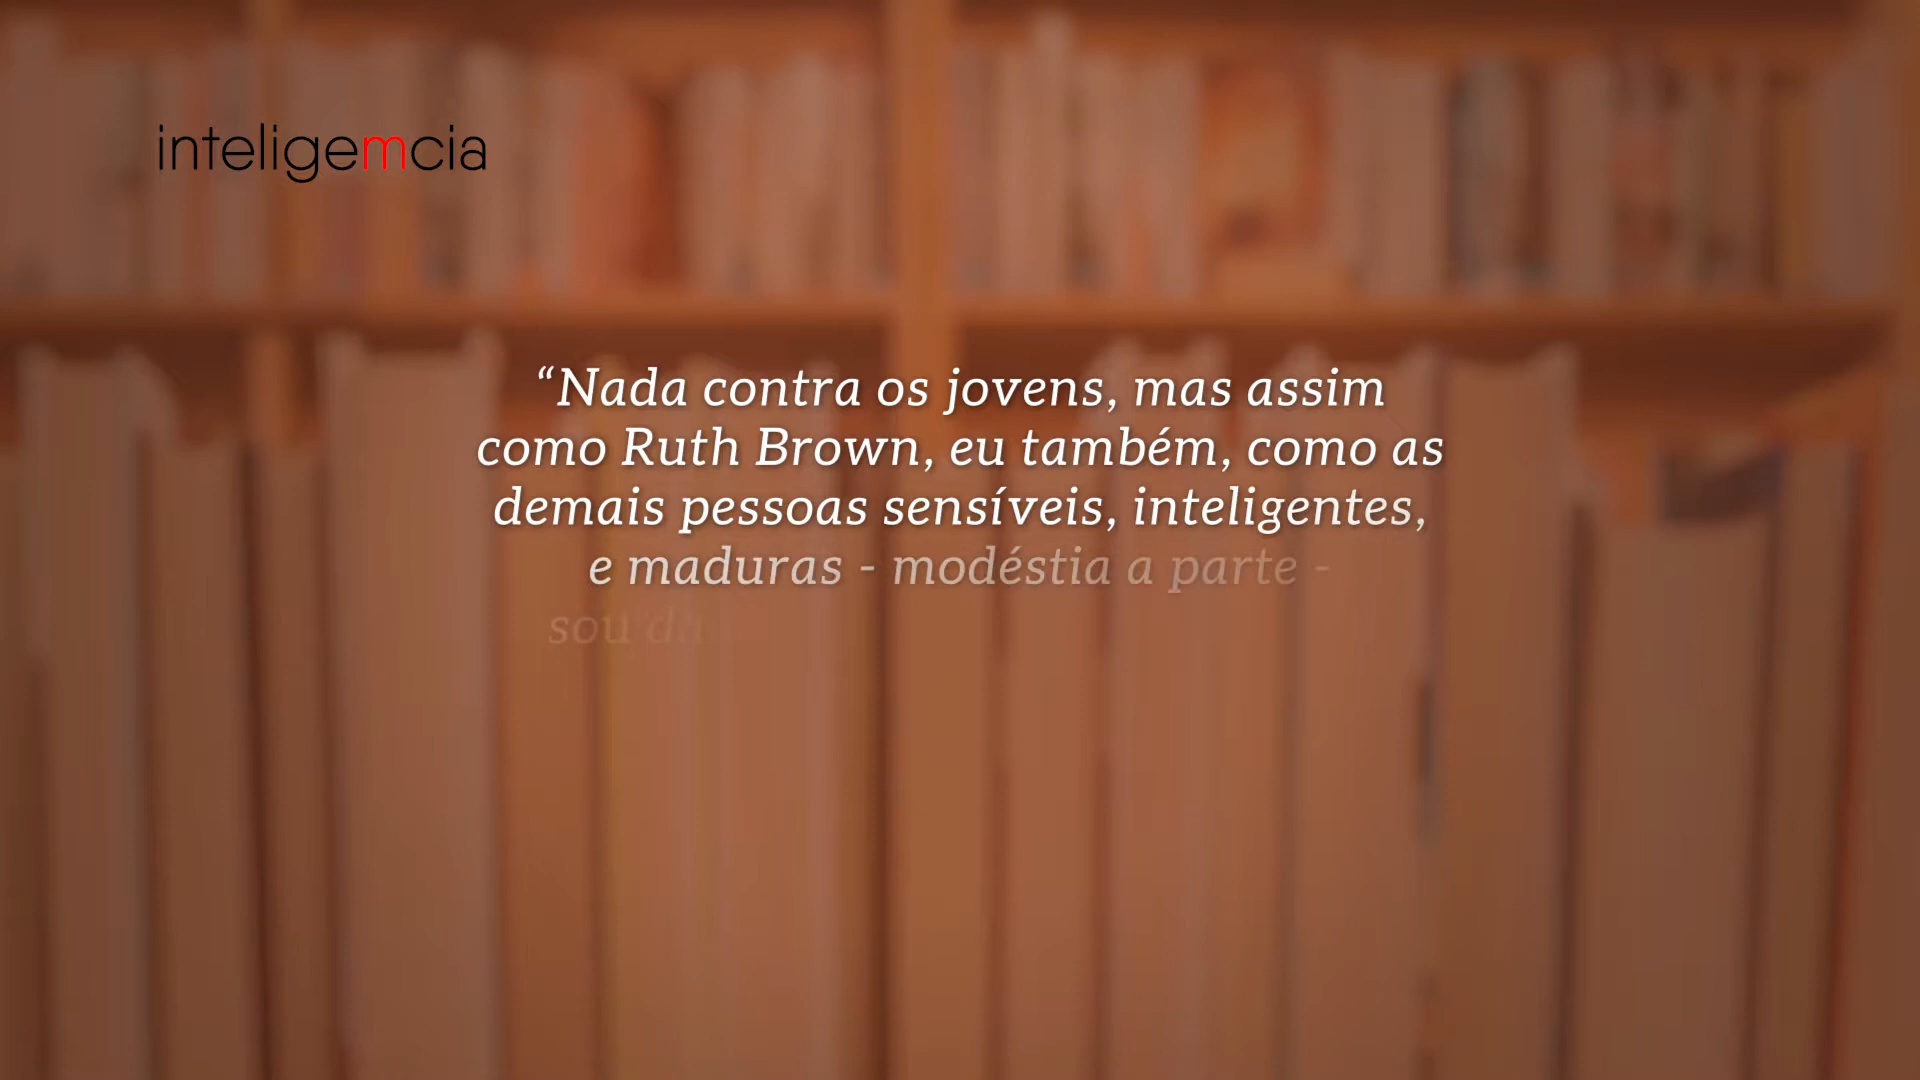 inteligemcia
“Nada contra os jovens, mas assim
como Ruth Brown, eu também, como as
demais pessoas sensíveis, inteligentes,
e maduras - modéstia a parte -
sou da